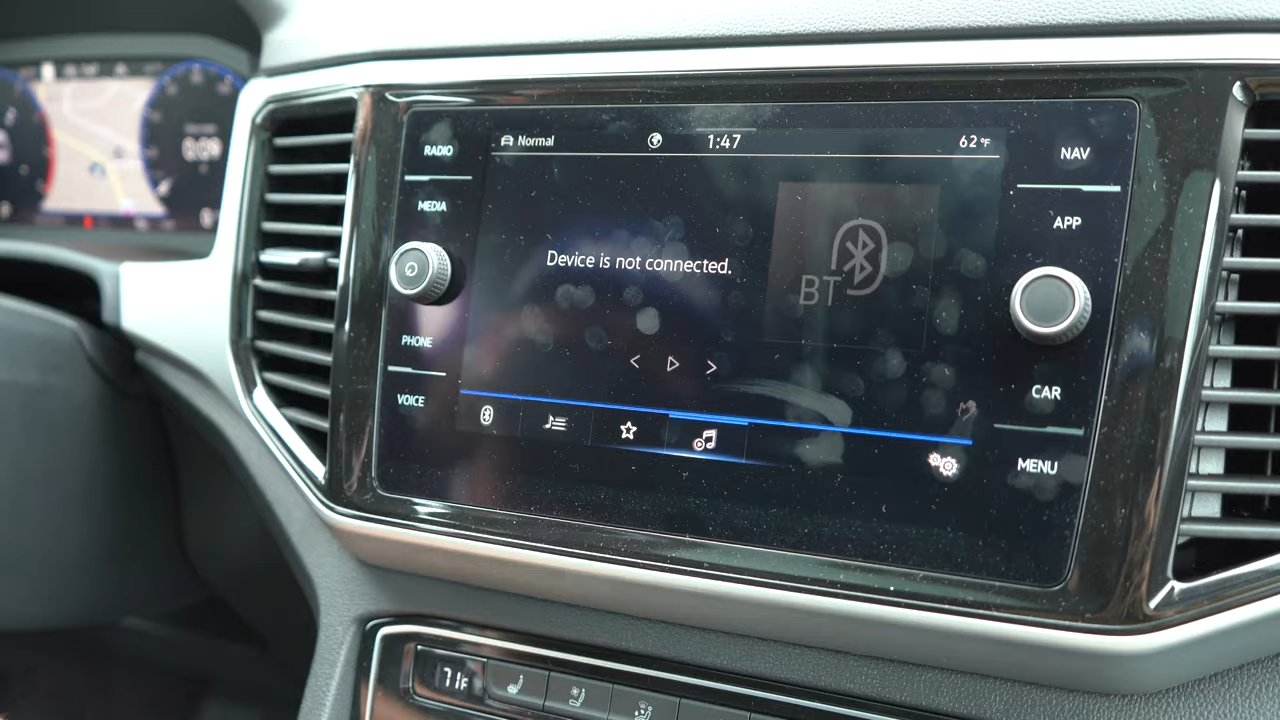 RADIO
MEDIA
PHONE
VOICE
Normal
1:47
62 °F
Device is not connected.
BT
NAV
APP
CAR
MENU
71 F